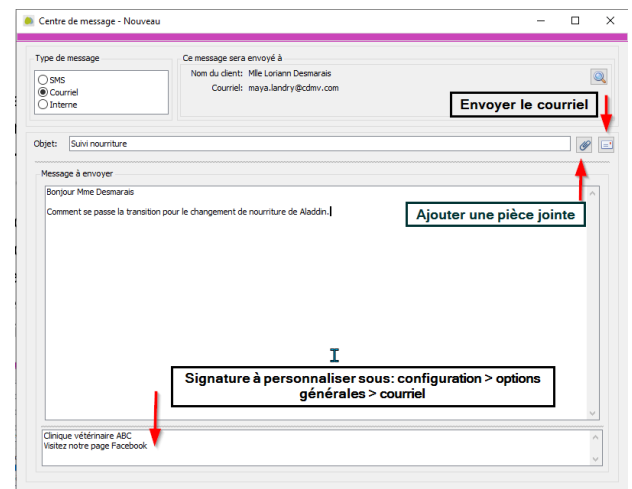 Centre de message - Nouveau
Type de message
SMS
Courriel
Interne
Ce message sera envoyé à
Nom du client: Mlle Loriann Desmarais
Courriel: maya.landry@cdmv.com
Envoyer le courriel
Objet: Suivi nourriture
Message à envoyer
Bonjour Mme Desmarais
Comment se passe la transition pour le changement de nourriture de Aladdin.
Ajouter une pièce jointe
Signature à personnaliser sous: configuration > options
générales > courriel
Clinique vétérinaire ABC
Visitez notre page Facebook